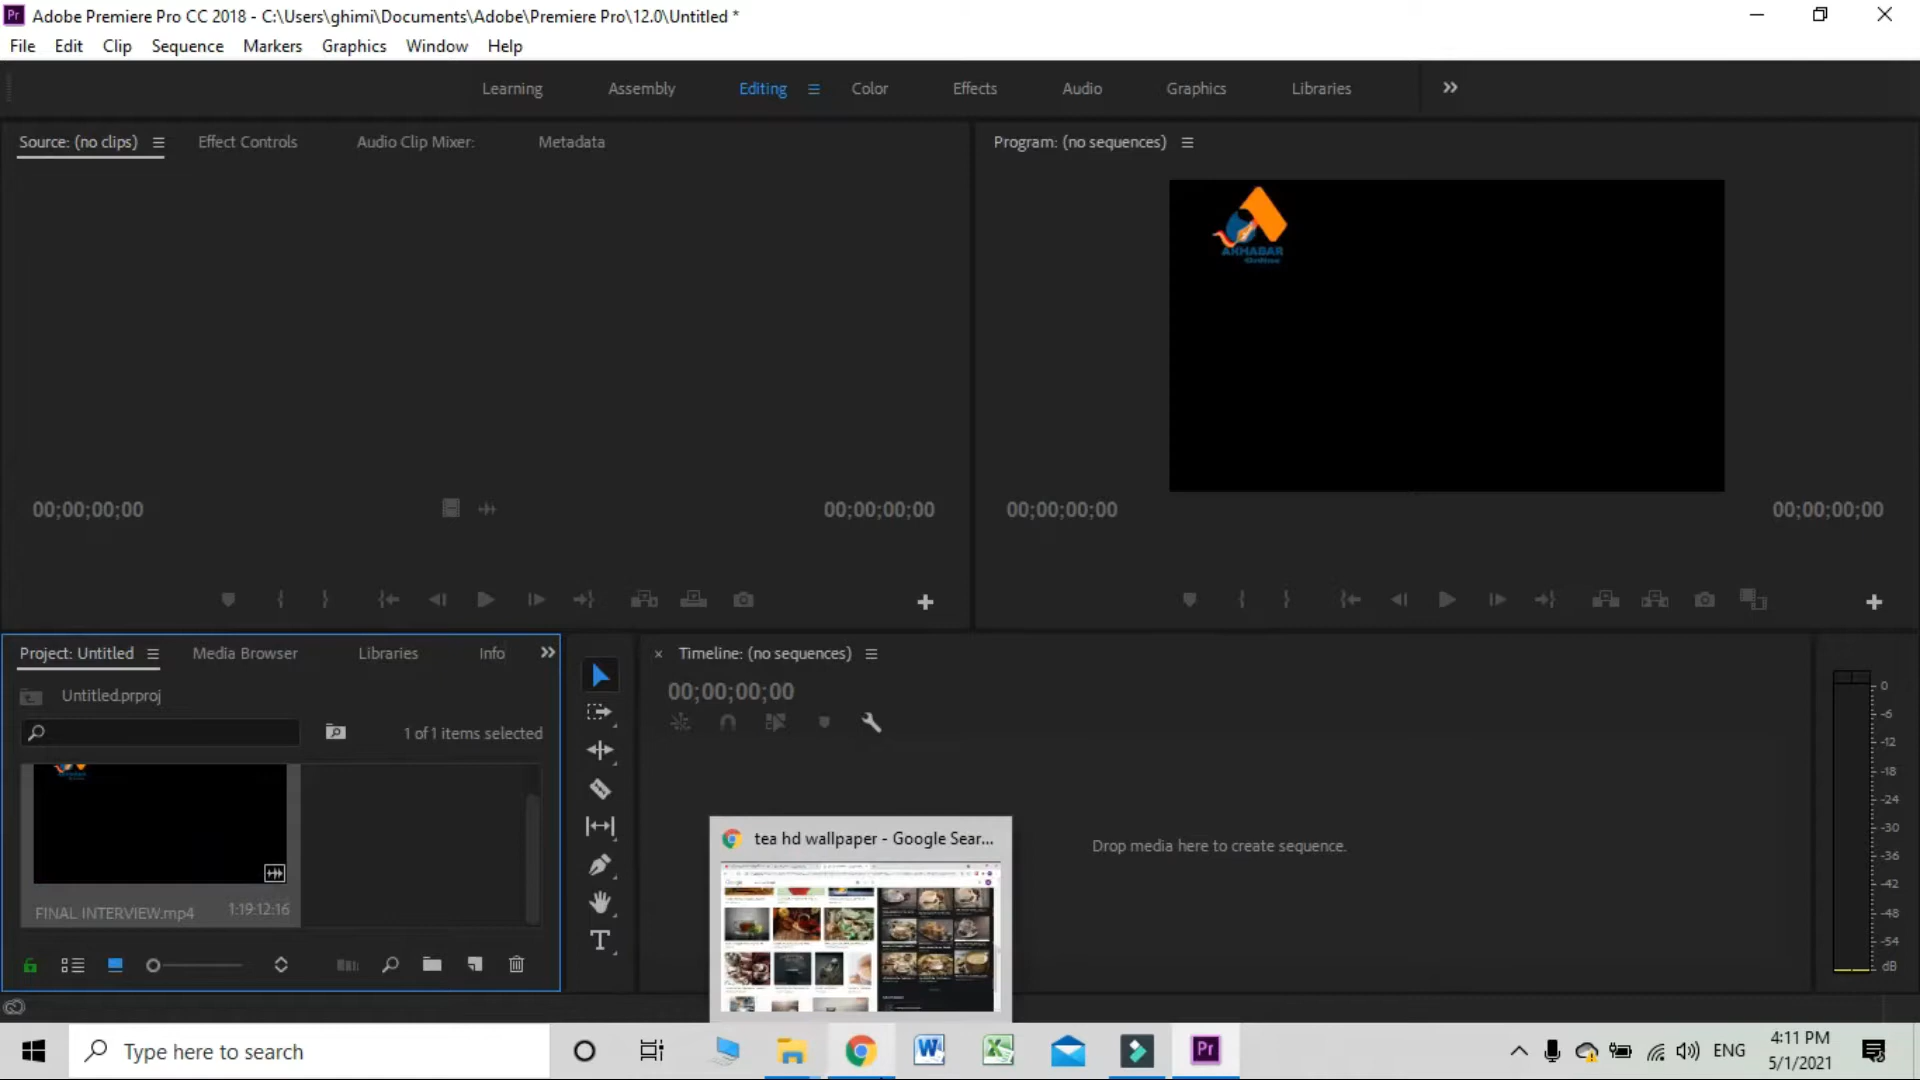 Adobe Premiere Pro CC 2018 - C:\Users\ghimi\Documents\Adobe\Premiere Pro\12.0\Untitled *
File Edit Clip Sequence Markers Graphics Window Help
Learning Assembly Editing Color Effects Audio Graphics Libraries
Source: (no clips) Effect Controls Audio Clip Mixer: Metadata
Program: (no sequences)
AKHABAR
Online
00;00;00;00 00;00;00;00
00;00;00;00 00;00;00;00
Project: Untitled Media Browser Libraries Info
Untitled.prproj
1 of 1 items selected
FINAL INTERVIEW.mp4 1:19:12:16
T
Timeline: (no sequences)
00;00;00;00
Drop media here to create sequence.
tea hd wallpaper - Google Sear...
0
-6
-12
-18
-24
-30
-36
-42
-48
-54
dB
Type here to search
ENG
4:11 PM
5/1/2021